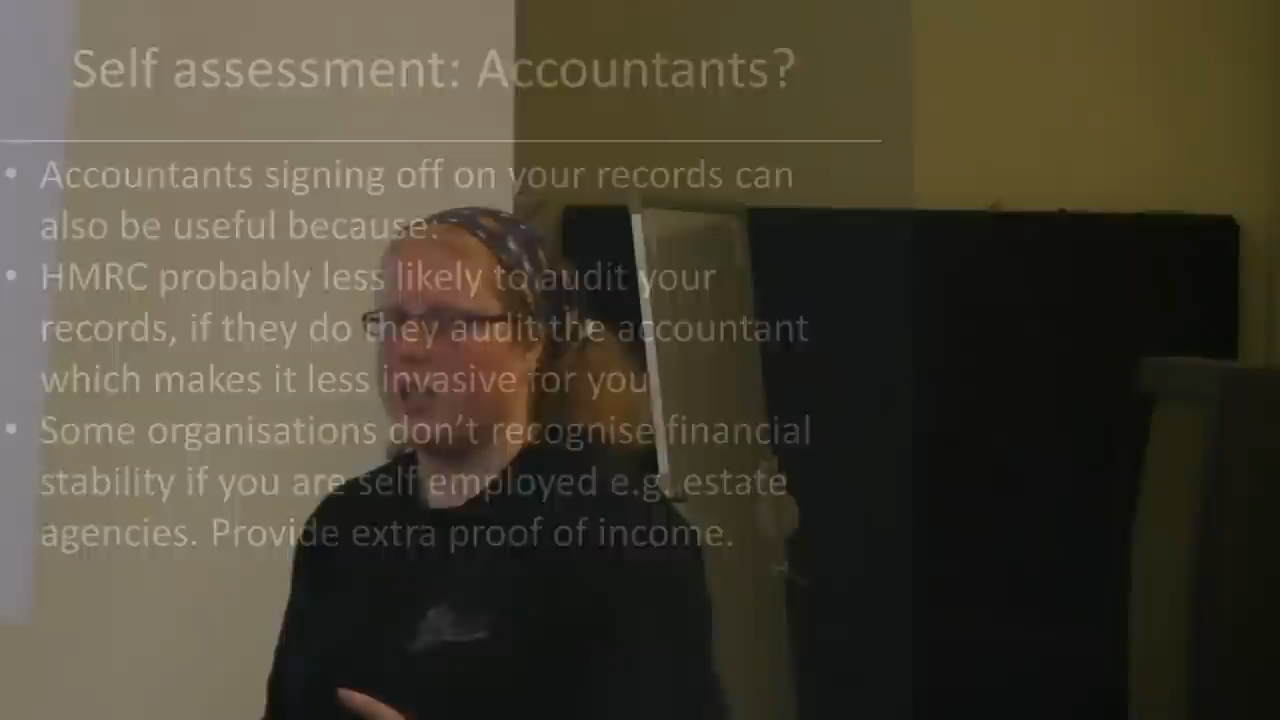 Self assessment: Accountants?
• Accountants signing off on your records can
also be useful because:
• HMRC probably less likely to audit your
records, if they do they audit the accountant
which makes it less invasive for you
• Some organisations don't recognise financial
stability if you are self employed e.g. estate
agencies. Provide extra proof of income.